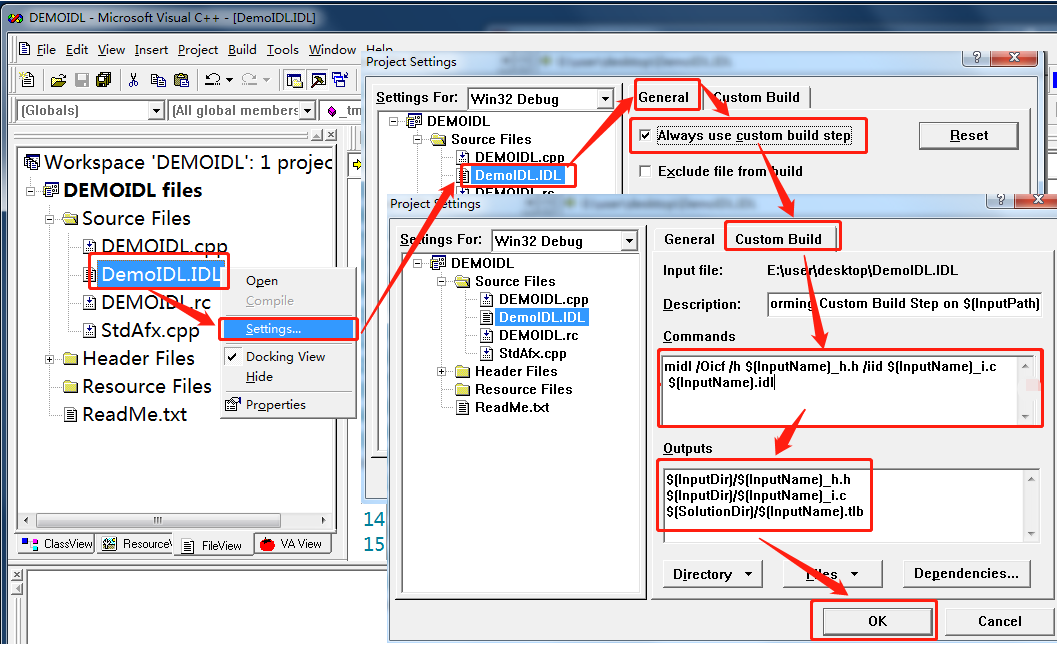 DEMOIDL - Microsoft Visual C++ - [DemoIDL.IDL]
File Edit View Insert Project Build Tools Window Help
(Globals) [All global members
Workspace 'DEMOIDL': 1 projec
DEMOIDL files
Source Files
DEMOIDL.cpp
DemoIDL.IDL
DEMOIDL.rc
StdAfx.cpp
Header Files
Resource Files
ReadMe.txt
ClassView
FileView
VA View
Open
Compile
Settings...
Docking View
Hide
Properties
14
15
Project Settings
?
Settings For: Win32 Debug
DEMOIDL
Source Files
DEMOIDL.cpp
DemoIDL.IDL
DEMOIDL.rc
General Custom Build
Always use custom build step
Reset
Exclude file from build
Project Settings
?
Settings For: Win32 Debug
DEMOIDL
Source Files
DEMOIDL.cpp
DemoIDL.IDL
DEMOIDL.rc
StdAfx.cpp
Header Files
Resource Files
ReadMe.txt
General Custom Build
Input file: E:\user\desktop\DemoIDL.IDL
Description: orming Custom Build Step on $(InputPath)
Commands
midl /Oicf /h $(InputName)_h.h /iid $(InputName)_i.c
$(InputName).idl
Outputs
$(InputDir)/$(InputName)_h.h
$(InputDir)/$(InputName)_i.c
$(SolutionDir)/$(InputName).tlb
Directory Files Dependencies...
OK Cancel